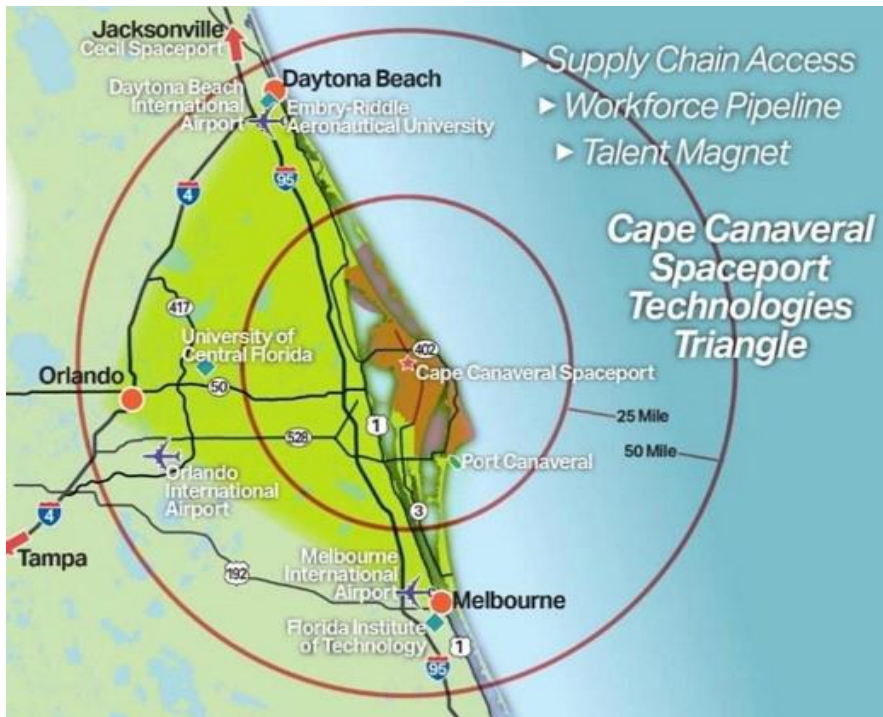 Jacksonville
Cecil Spaceport
Daytona Beach
International
Airport
Daytona Beach
Embry-Riddle
Aeronautical University
► Supply Chain Access
► Workforce Pipeline
► Talent Magnet
Cape Canaveral
Spaceport
Technologies
Triangle
4
95
417
University of
Central Florida
402
Cape Canaveral Spaceport
Orlando
50
1
25 Mile
528
50 Mile
Port Canaveral
Orlando
International
Airport
4
3
Tampa
192
Melbourne
International
Airport
Melbourne
Florida Institute
of Technology
1
95